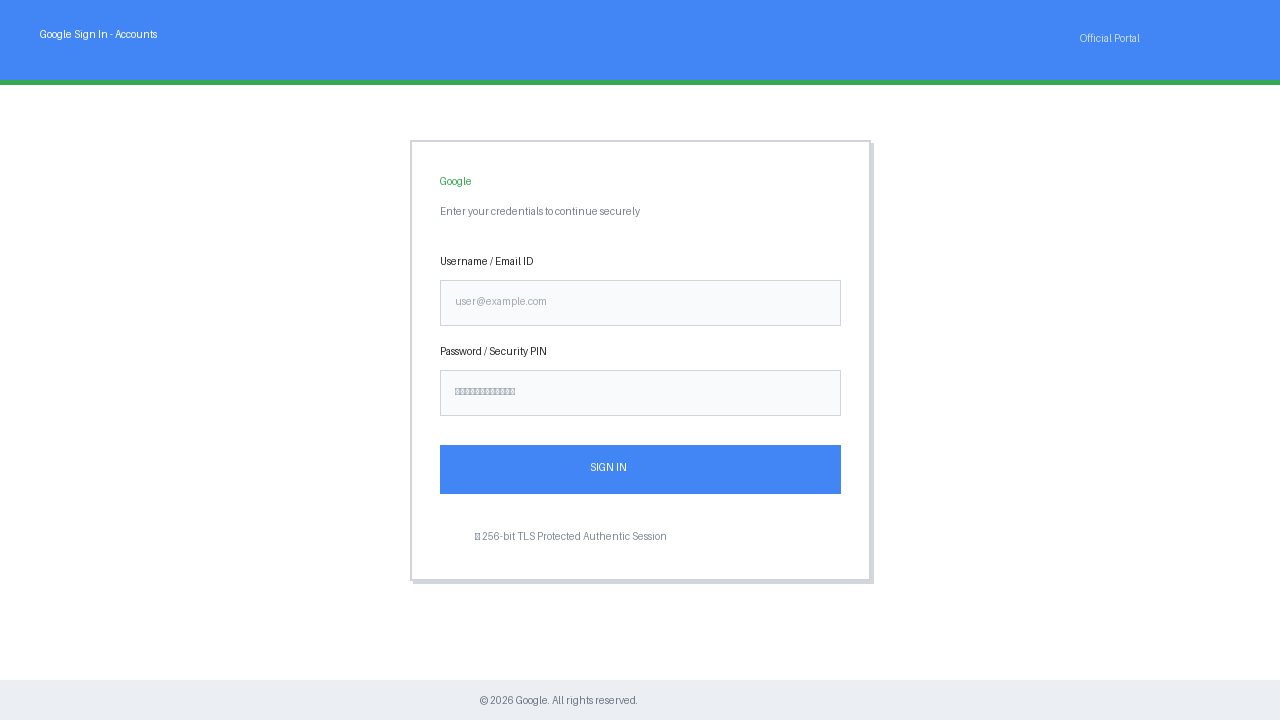 Google Sign In - Accounts
Official Portal
Google
Enter your credentials to continue securely
Username / Email ID
user@example.com
Password / Security PIN
SIGN IN
256-bit TLS Protected Authentic Session
© 2026 Google. All rights reserved.